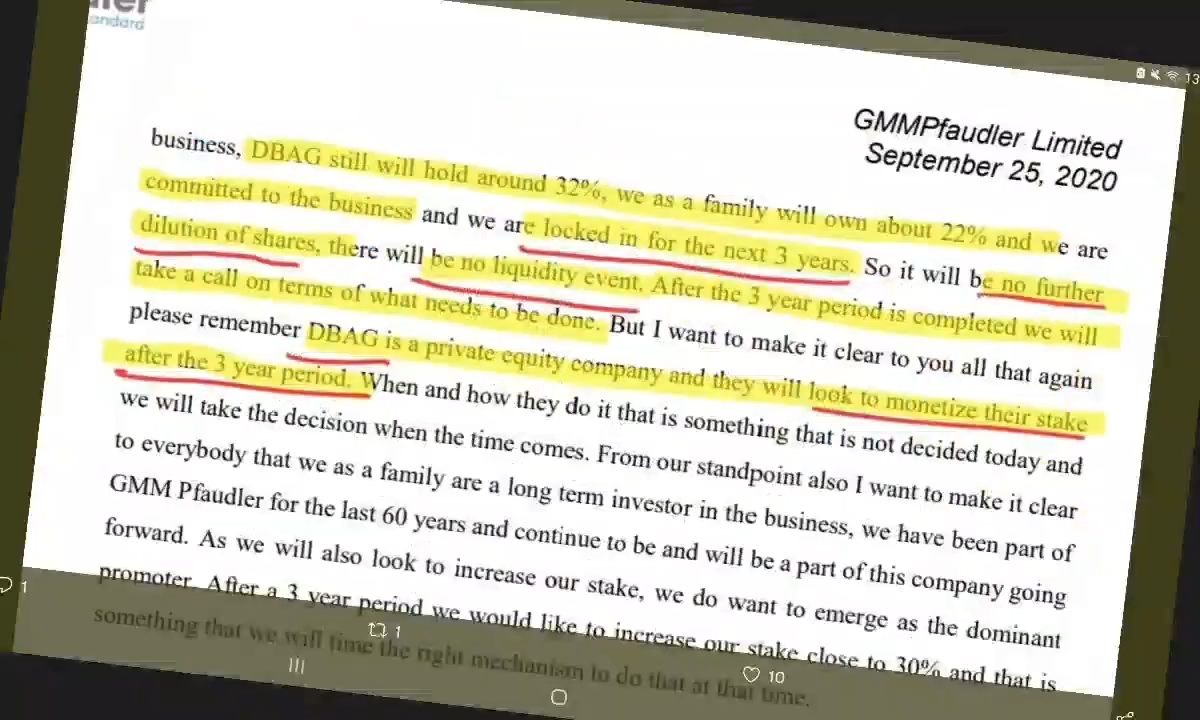 andard
13
GMMPfaudler Limited
September 25, 2020
business, DBAG still will hold around 32%, we as a family will own about 22% and we are
committed to the business and we are locked in for the next 3 years. So it will be no further
dilution of shares, there will be no liquidity event. After the 3 year period is completed we will
take a call on terms of what needs to be done. But I want to make it clear to you all that again
please remember DBAG is a private equity company and they will look to monetize their stake
after the 3 year period. When and how they do it that is something that is not decided today and
we will take the decision when the time comes. From our standpoint also I want to make it clear
to everybody that we as a family are a long term investor in the business, we have been part of
GMM Pfaudler for the last 60 years and continue to be and will be a part of this company going
forward. As we will also look to increase our stake, we do want to emerge as the dominant
promoter. After a 3 year period we would like to increase our stake close to 30% and that is
something that we will time the right mechanism to do that at that time.
1
1
10